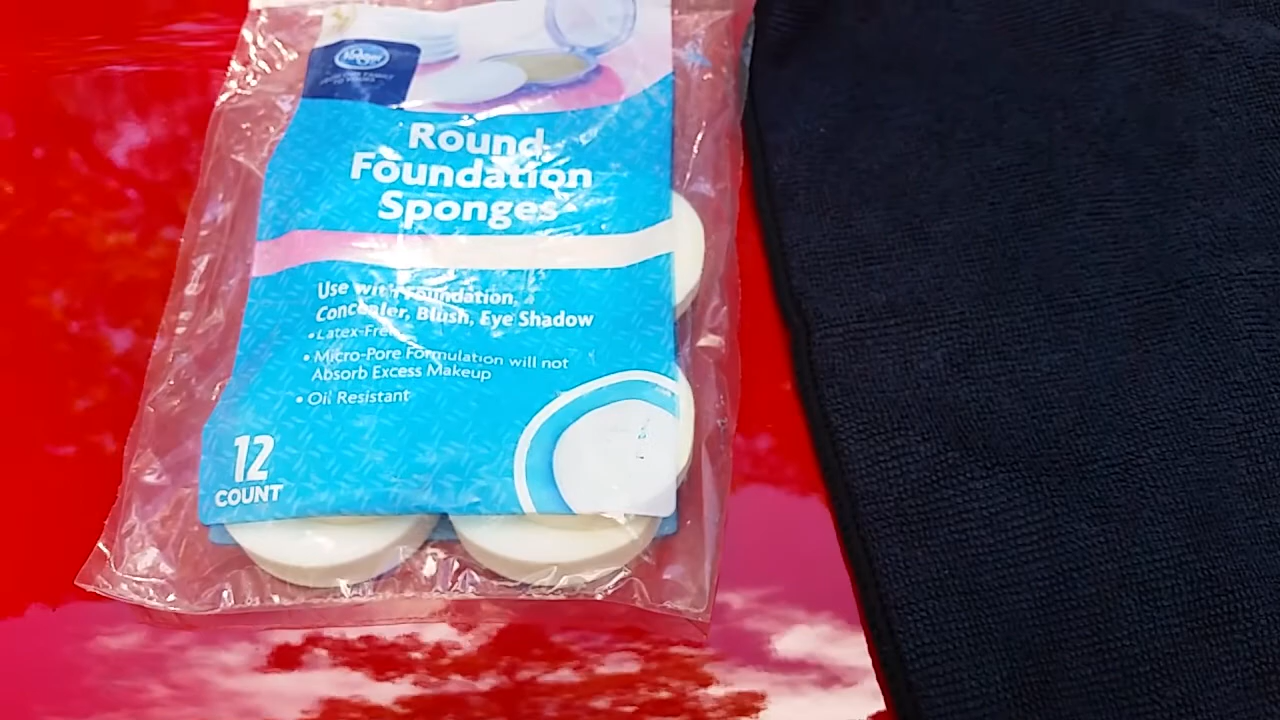 Kroger
Round
Foundation
Sponges
Use with Foundation,
Concealer, Blush, Eye Shadow
• Latex-Free
• Micro-Pore Formulation will not
Absorb Excess Makeup
• Oil Resistant
12
COUNT